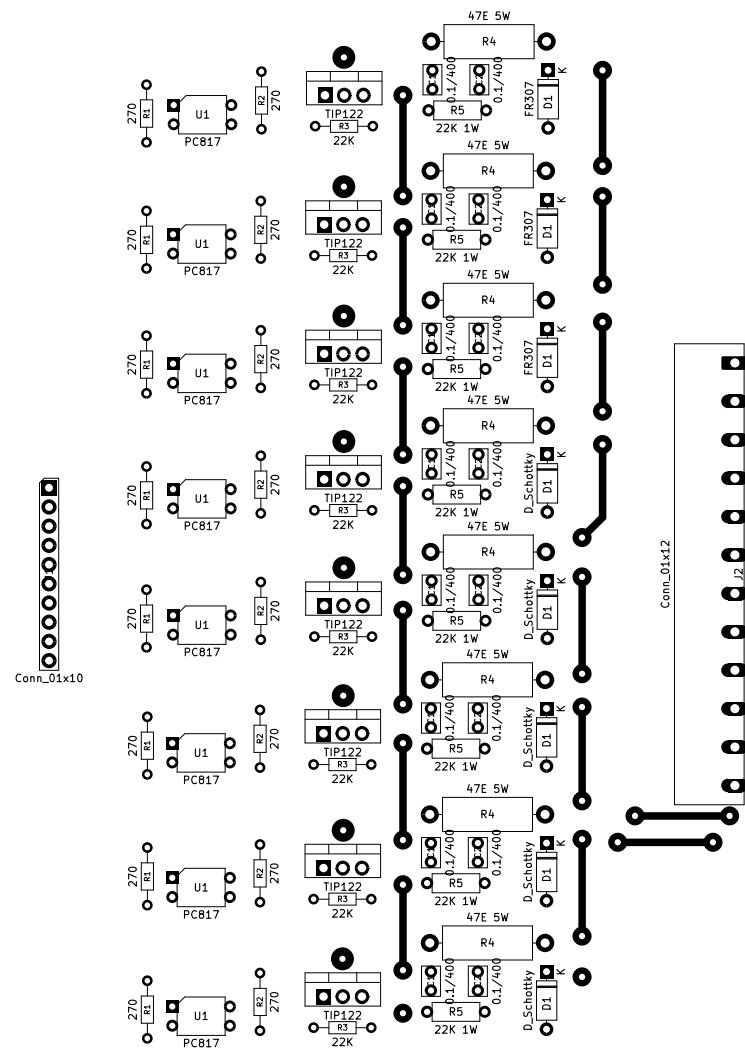 47E 5W
R4
0.1/400
0.1/400
K
270
R1
U1
PC817
R2
270
TIP122
R3
22K
R5
22K 1W
FR307
D1
47E 5W
R4
0.1/400
0.1/400
K
270
R1
U1
PC817
R2
270
TIP122
R3
22K
R5
22K 1W
FR307
D1
47E 5W
R4
0.1/400
0.1/400
K
270
R1
U1
PC817
R2
270
TIP122
R3
22K
R5
22K 1W
FR307
D1
47E 5W
R4
0.1/400
0.1/400
K
270
R1
U1
PC817
R2
270
TIP122
R3
22K
R5
22K 1W
D_Schottky
D1
47E 5W
R4
0.1/400
0.1/400
K
270
R1
U1
PC817
R2
270
TIP122
R3
22K
R5
22K 1W
D_Schottky
D1
Conn_01x12
J2
Conn_01x10
47E 5W
R4
0.1/400
0.1/400
K
270
R1
U1
PC817
R2
270
TIP122
R3
22K
R5
22K 1W
D_Schottky
D1
47E 5W
R4
0.1/400
0.1/400
K
270
R1
U1
PC817
R2
270
TIP122
R3
22K
R5
22K 1W
D_Schottky
D1
47E 5W
R4
0.1/400
0.1/400
K
270
R1
U1
PC817
R2
270
TIP122
R3
22K
R5
22K 1W
D_Schottky
D1